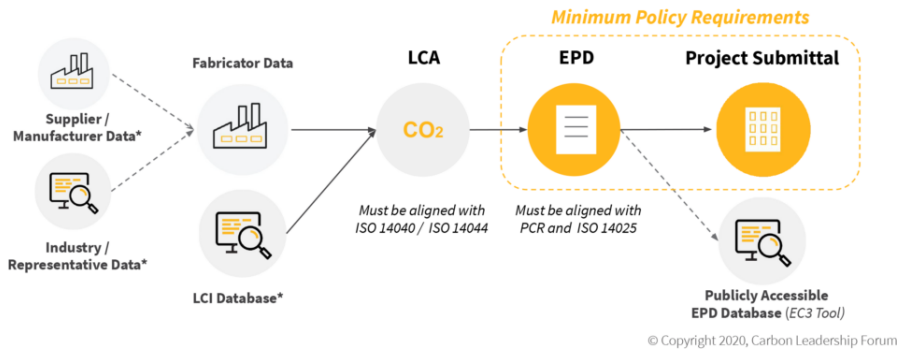 Minimum Policy Requirements
LCA
EPD
Project Submittal
Fabricator Data
Supplier /
Manufacturer Data*
CO2
Must be aligned with
ISO 14040 / ISO 14044
Must be aligned with
PCR and ISO 14025
Industry /
Representative Data*
LCI Database*
Publicly Accessible
EPD Database (EC3 Tool)
© Copyright 2020, Carbon Leadership Forum